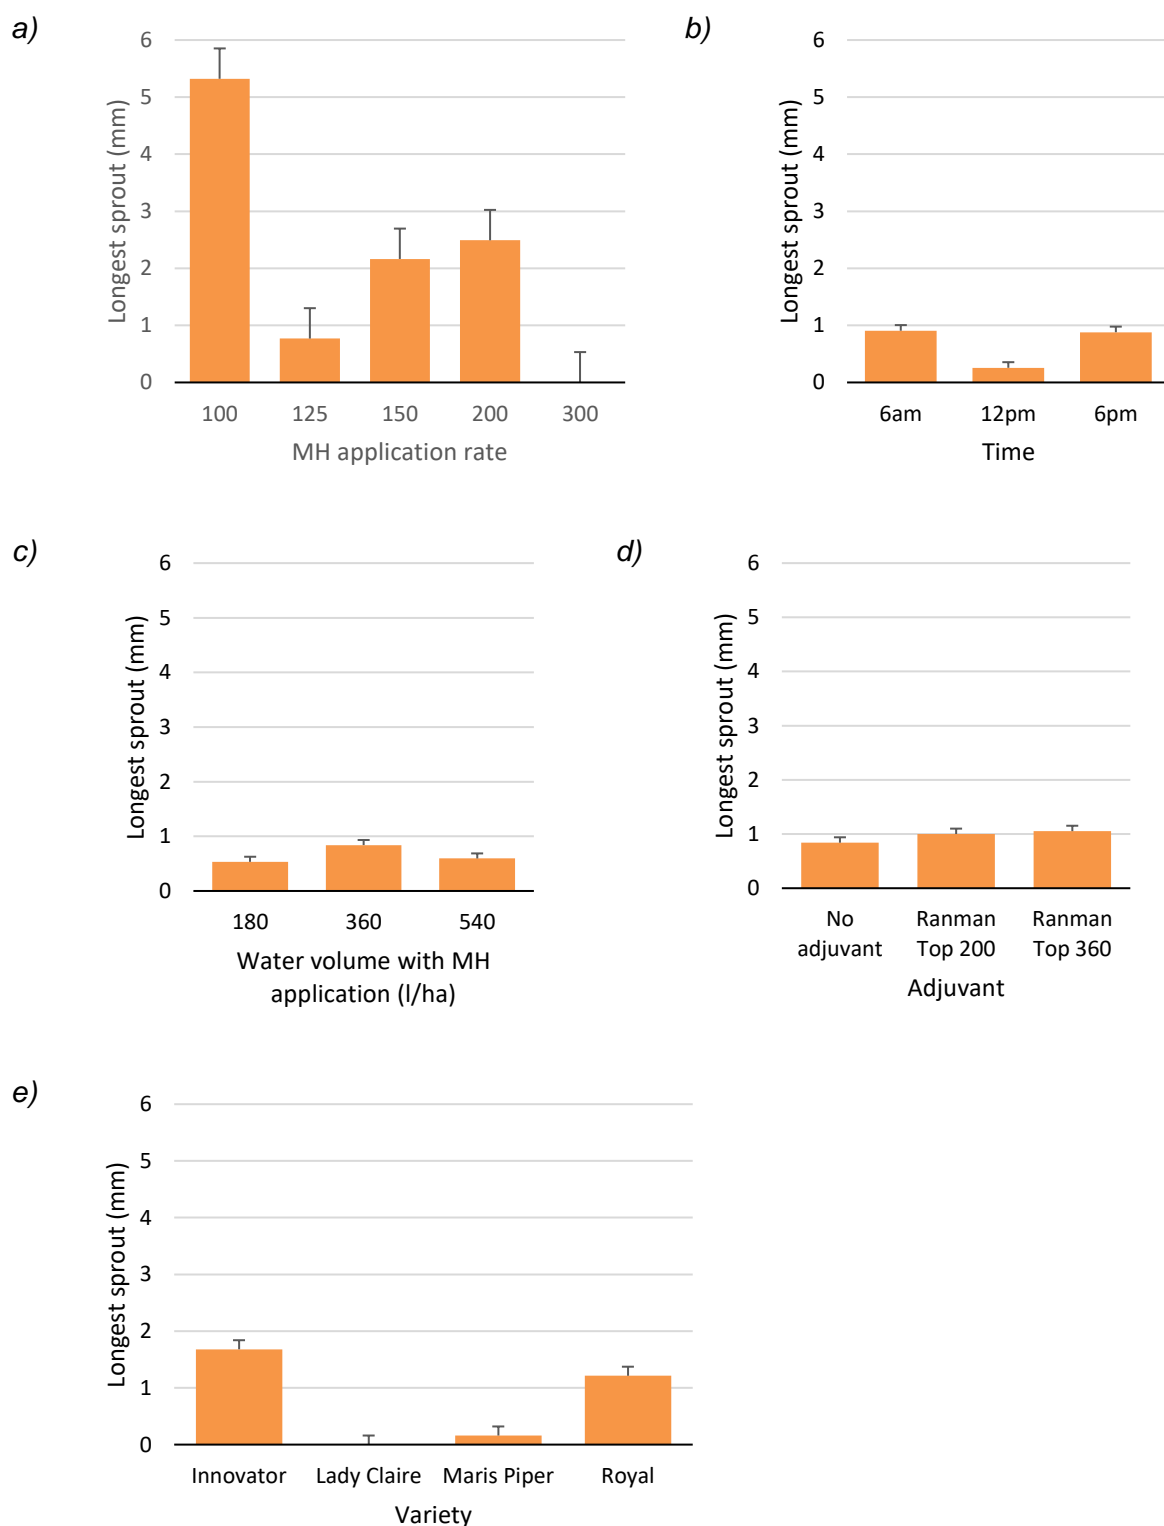 a)
6
5
4
3
2
1
0
Longest sprout (mm)
100 125 150 200 300
MH application rate
b)
6
5
4
3
2
1
0
Longest sprout (mm)
6am 12pm 6pm
Time
c)
6
5
4
3
2
1
0
Longest sprout (mm)
180 360 540
Water volume with MH
application (l/ha)
d)
6
5
4
3
2
1
0
Longest sprout (mm)
No Ranman Ranman
adjuvant Top 200 Top 360
Adjuvant
e)
6
5
4
3
2
1
0
Longest sprout (mm)
Innovator Lady Claire Maris Piper Royal
Variety